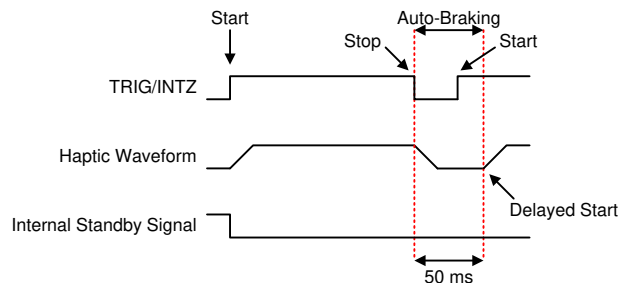 Start
Auto-Braking
Stop
Start
TRIG/INTZ
Haptic Waveform
Delayed Start
Internal Standby Signal
50 ms